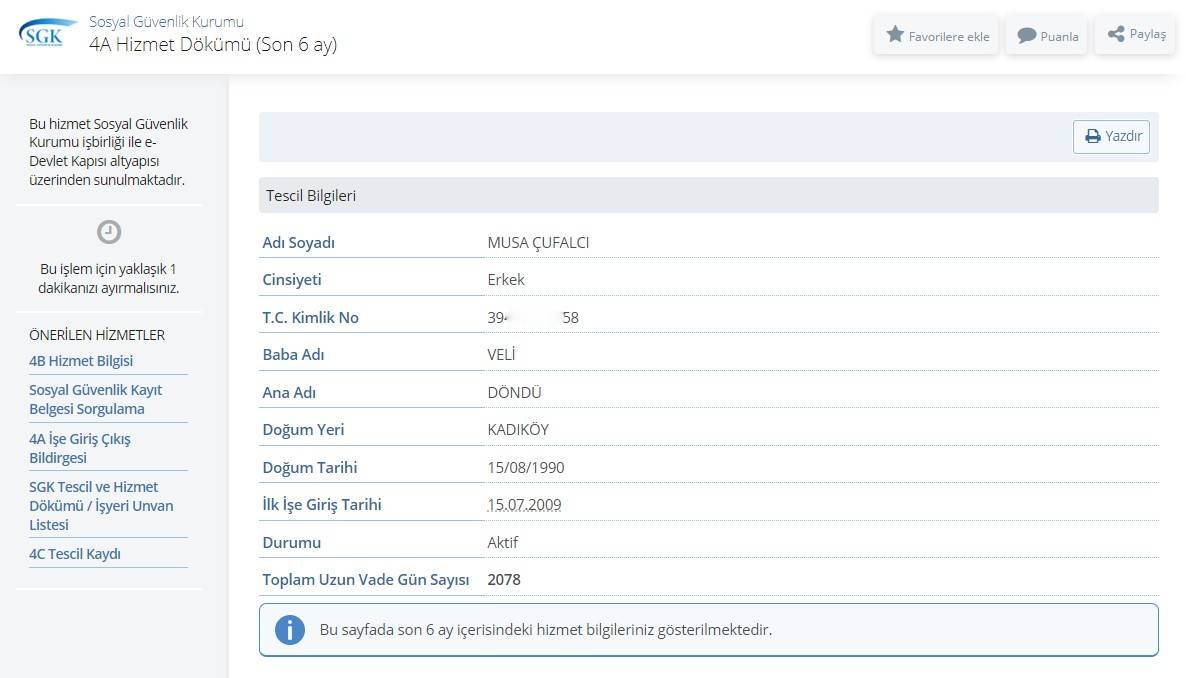 SGK
Sosyal Güvenlik Kurumu
4A Hizmet Dökümü (Son 6 ay)
Favorilere ekle
Puanla
Paylaş
Bu hizmet Sosyal Güvenlik
Kurumu işbirliği ile e-
Devlet Kapısı altyapısı
üzerinden sunulmaktadır.
Bu işlem için yaklaşık 1
dakikanızı ayırmalısınız.
ÖNERİLEN HİZMETLER
4B Hizmet Bilgisi
Sosyal Güvenlik Kayıt
Belgesi Sorgulama
4A İşe Giriş Çıkış
Bildirgesi
SGK Tescil ve Hizmet
Dökümü / İşyeri Unvan
Listesi
4C Tescil Kaydı
Yazdır
Tescil Bilgileri
Adı Soyadı MUSA ÇUFALCI
Cinsiyeti Erkek
T.C. Kimlik No 39 58
Baba Adı VELİ
Ana Adı DÖNDÜ
Doğum Yeri KADIKÖY
Doğum Tarihi 15/08/1990
İlk İşe Giriş Tarihi 15.07.2009
Durumu Aktif
Toplam Uzun Vade Gün Sayısı 2078
Bu sayfada son 6 ay içerisindeki hizmet bilgileriniz gösterilmektedir.